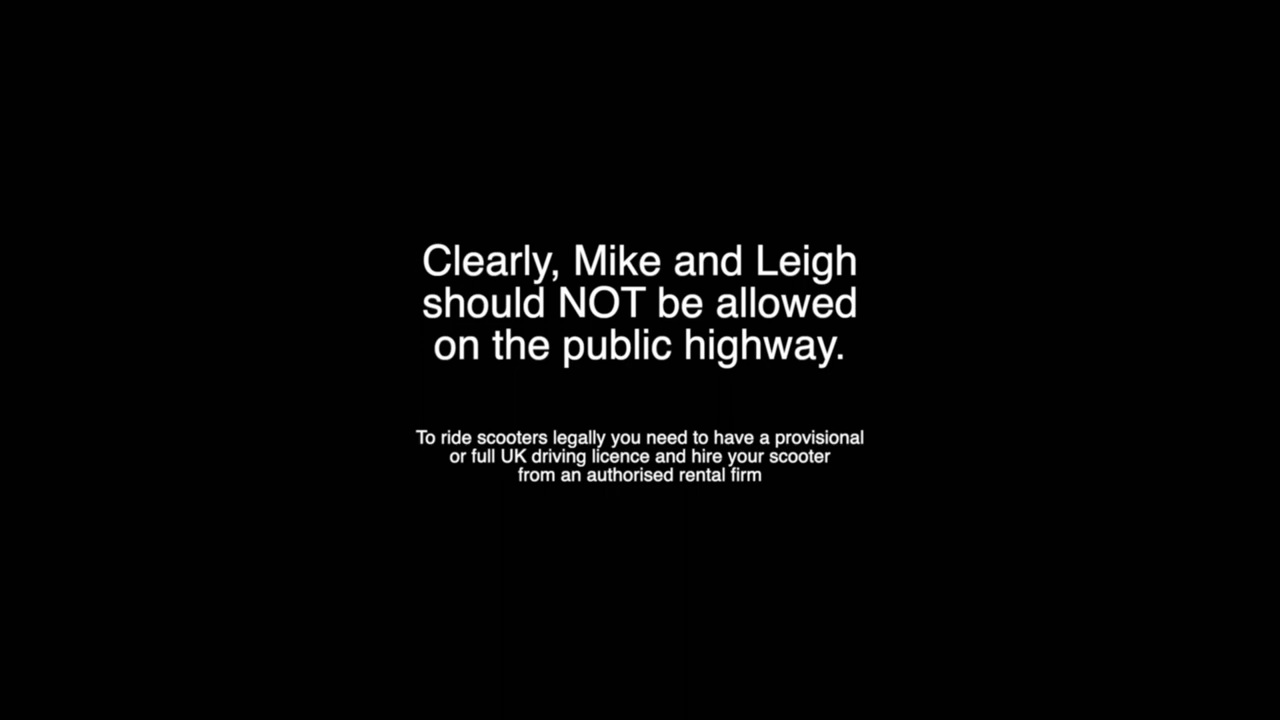 Clearly, Mike and Leigh
should NOT be allowed
on the public highway.
To ride scooters legally you need to have a provisional
or full UK driving licence and hire your scooter
from an authorised rental firm